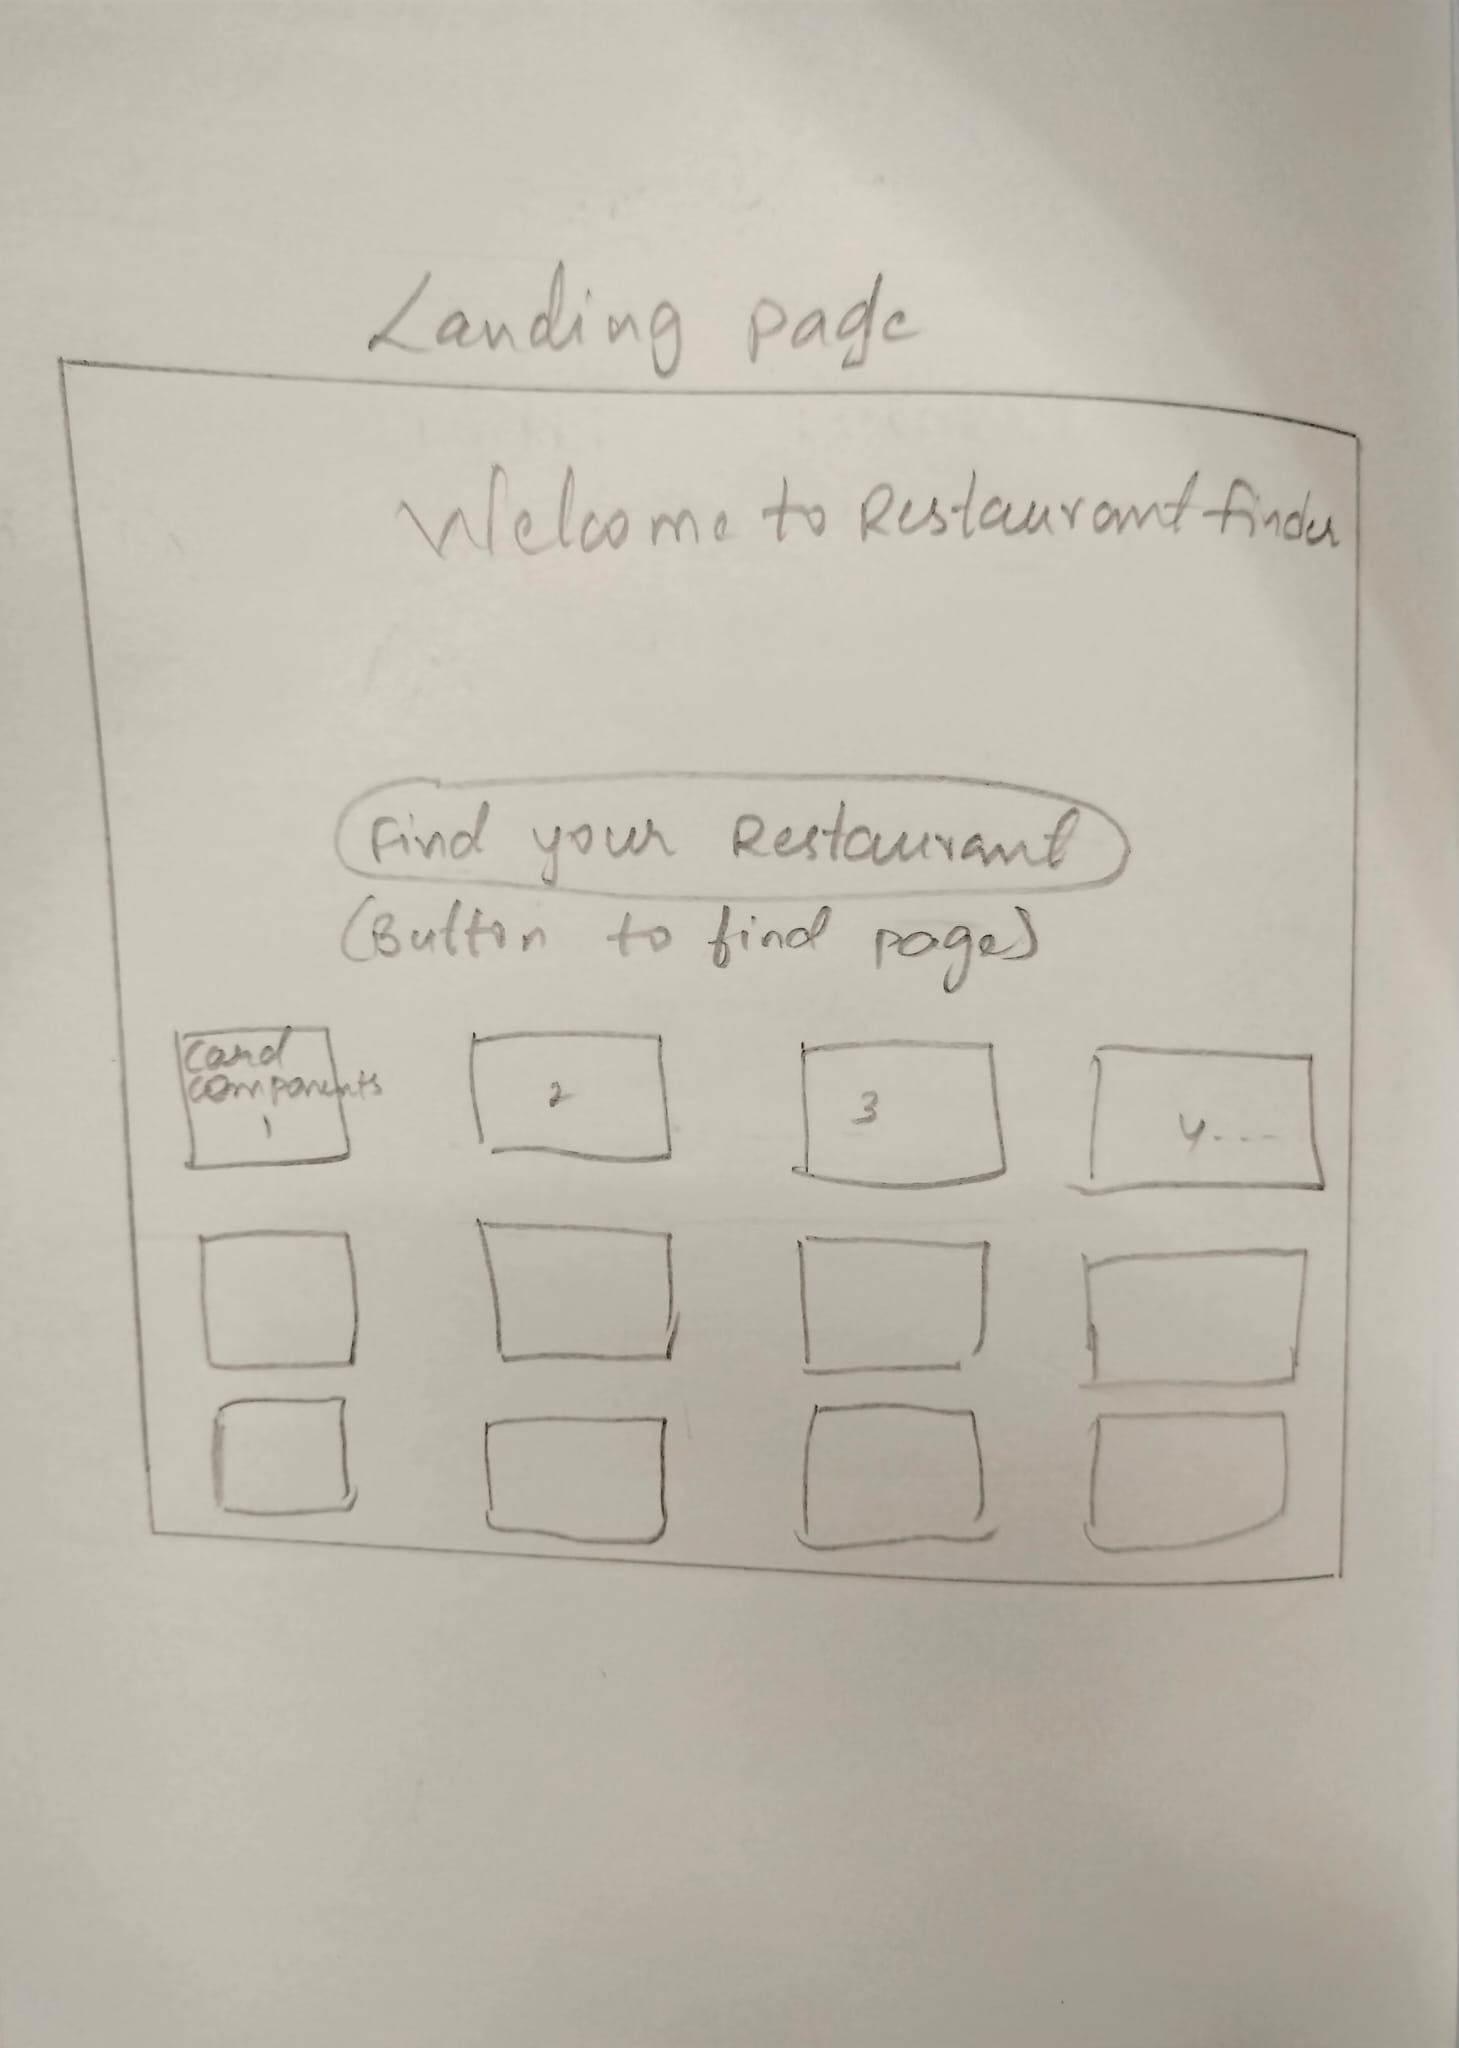 Landing page
Welcome to Restaurant finder
Find your Restaurant
(Button to find page)
Card
components
1
2
3
4....